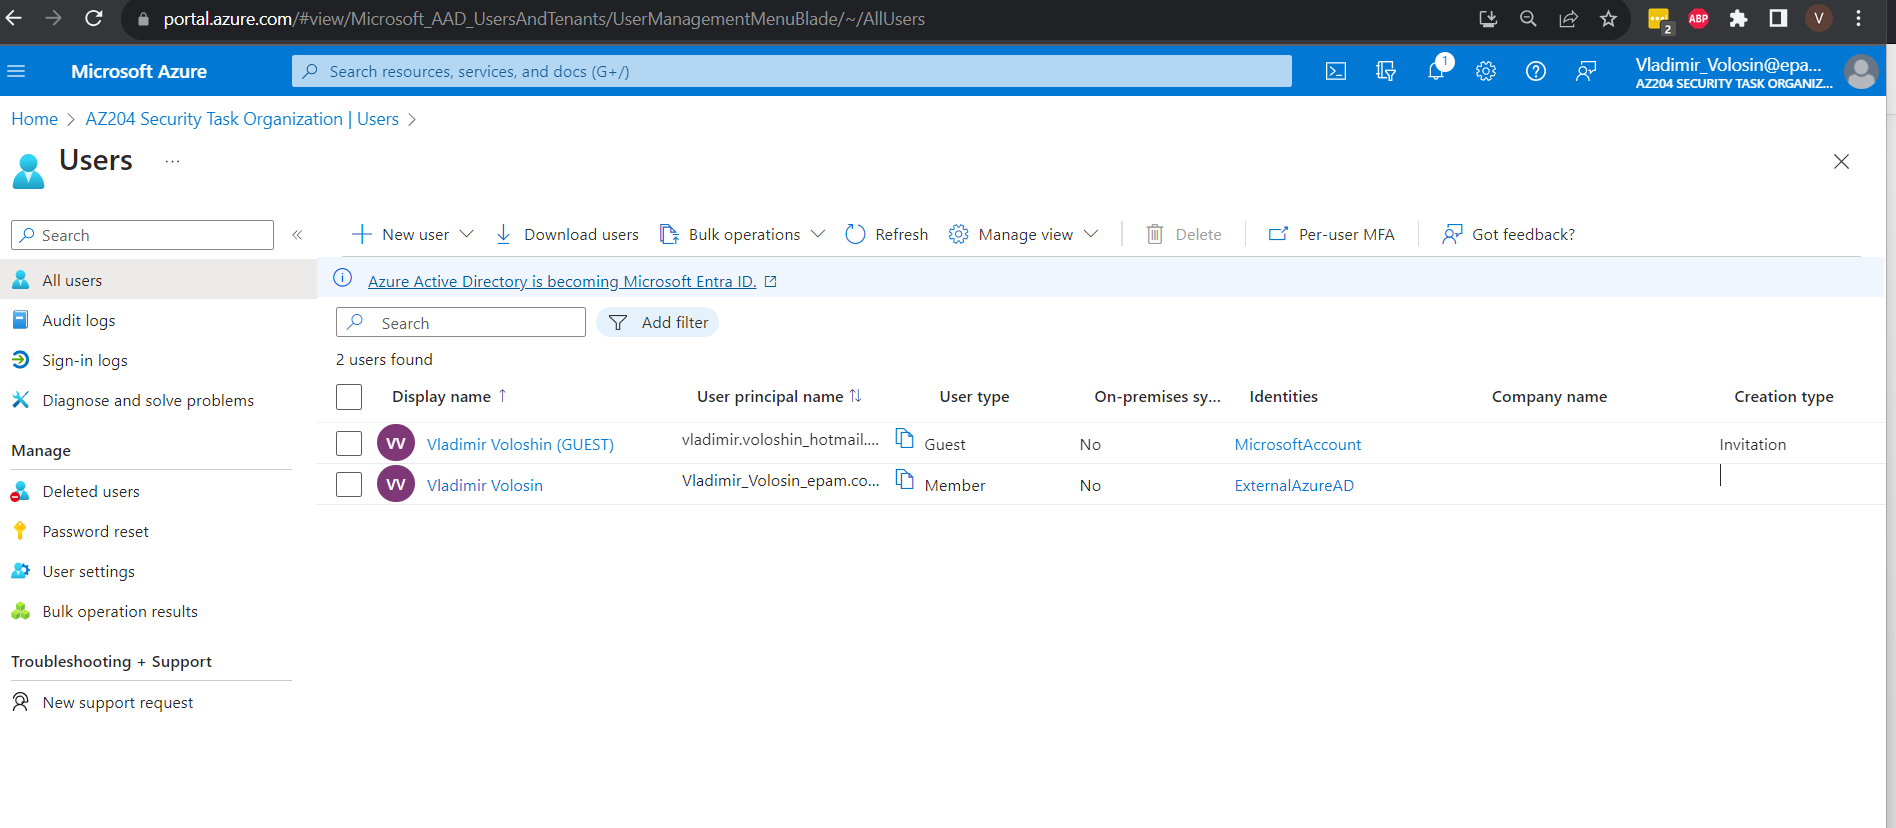 portal.azure.com/#view/Microsoft_AAD_UsersAndTenants/UserManagementMenuBlade/~/AllUsers
2
ABP
V
Microsoft Azure
Search resources, services, and docs (G+/)
1
Vladimir_Volosin@epa...
AZ204 SECURITY TASK ORGANIZ...
Home > AZ204 Security Task Organization | Users >
Users ...
Search «
New user Download users Bulk operations Refresh Manage view Delete Per-user MFA Got feedback?
All users
Audit logs
Sign-in logs
Diagnose and solve problems
Manage
Deleted users
Password reset
User settings
Bulk operation results
Troubleshooting + Support
New support request
Azure Active Directory is becoming Microsoft Entra ID.
Search Add filter
2 users found
Display name ↑ User principal name ↑↓ User type On-premises sy... Identities Company name Creation type
VV Vladimir Voloshin (GUEST) vladimir.voloshin_hotmail.... Guest No MicrosoftAccount Invitation
VV Vladimir Volosin Vladimir_Volosin_epam.co... Member No ExternalAzureAD